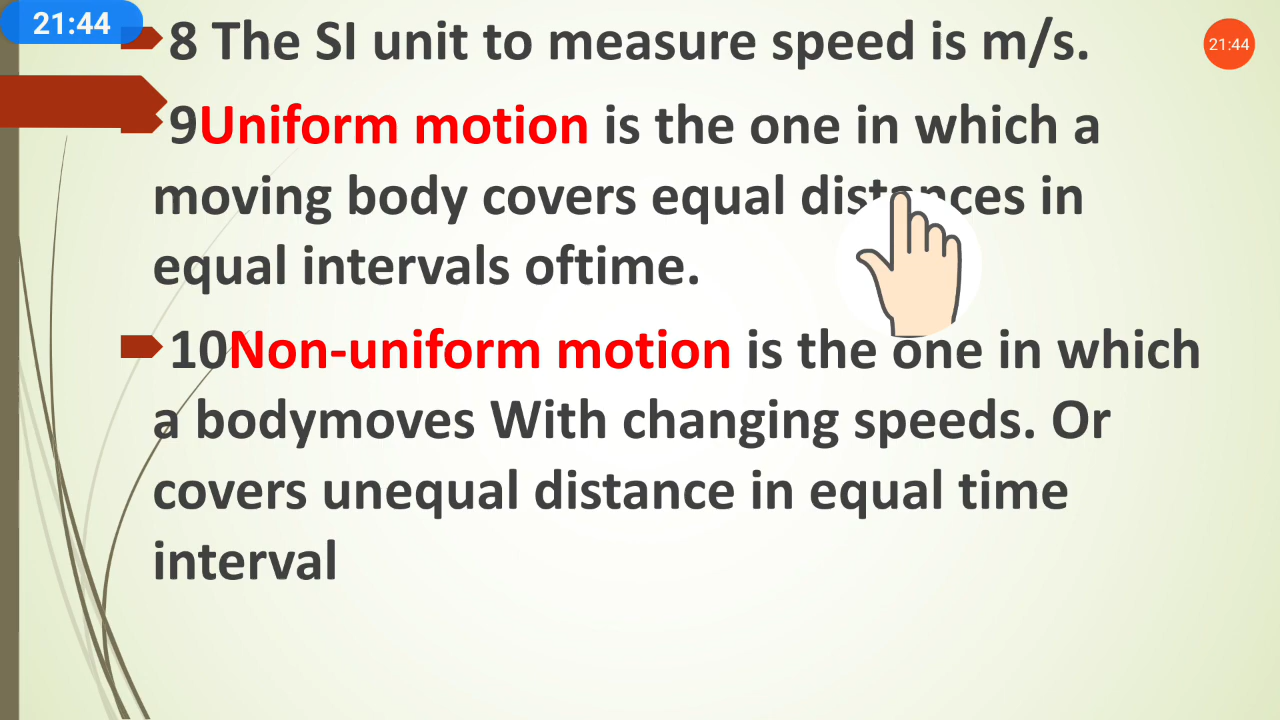 21:44
8 The SI unit to measure speed is m/s.
21:44
9Uniform motion is the one in which a
moving body covers equal distances in
equal intervals oftime.
10Non-uniform motion is the one in which
a bodymoves With changing speeds. Or
covers unequal distance in equal time
interval